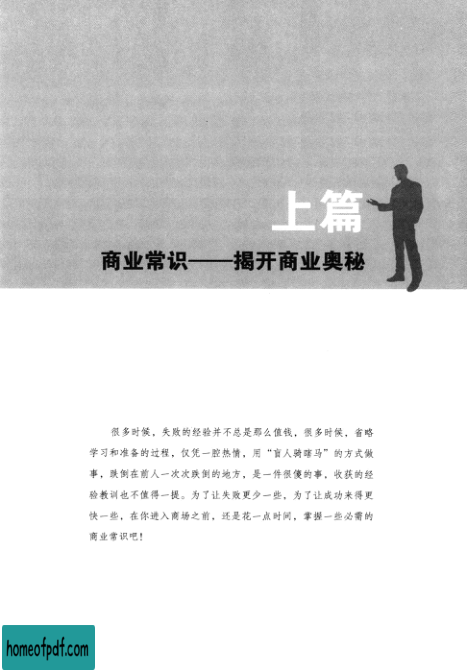 上篇
商业常识——揭开商业奥秘
很多时候，失败的经验并不总是那么值钱，很多时候，省略
学习和准备的过程，仅凭一腔热情，用“盲人骑瞎马”的方式做
事，跌倒在前人一次次跌倒的地方，是一件很傻的事，收获的经
验教训也不值得一提。为了让失败更少一些，为了让成功来得更
快一些，在你进入商场之前，还是花一点时间，掌握一些必需的
商业常识吧！
homeofpdf.com